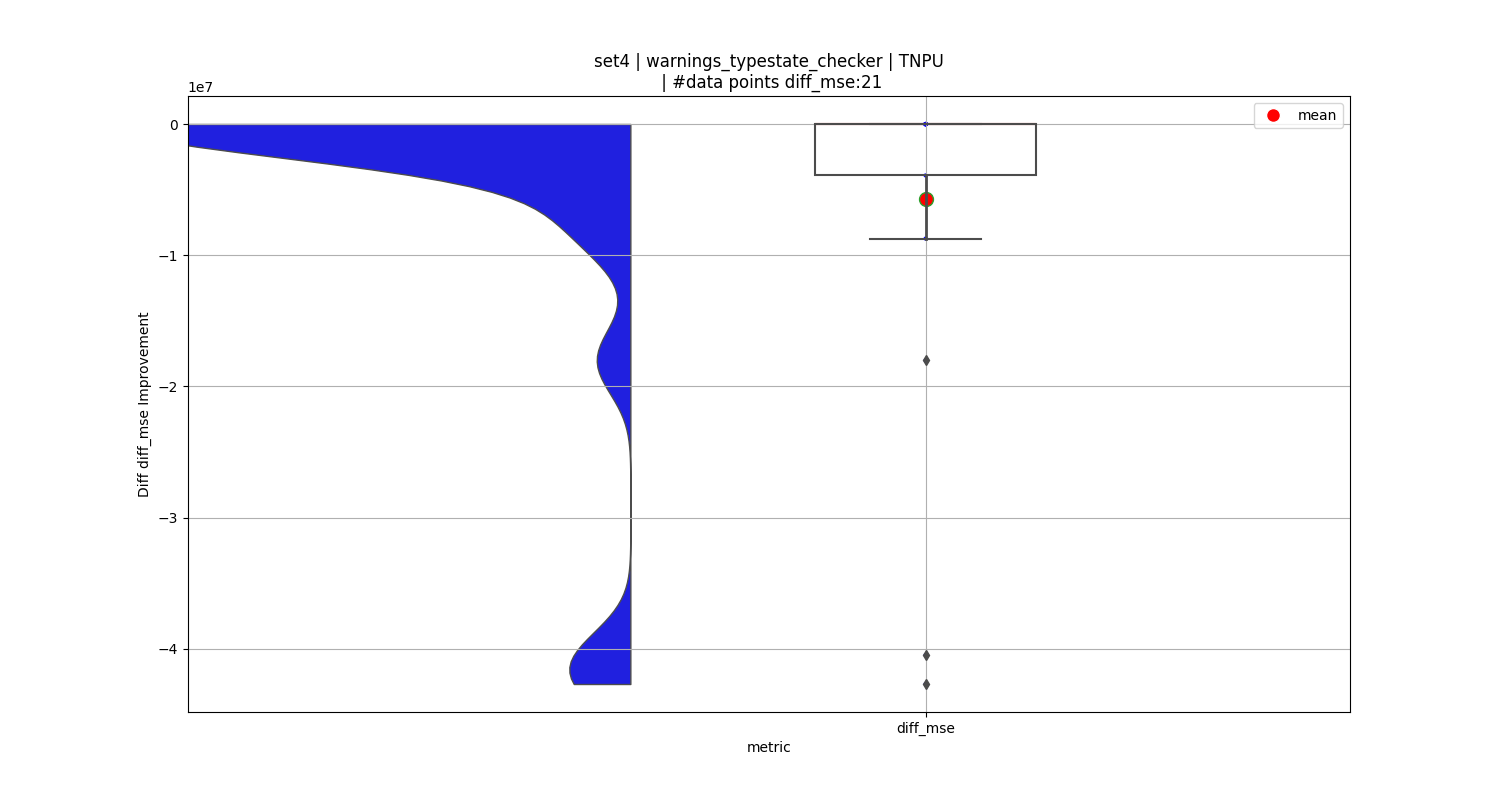 set4 | warnings_typestate_checker | TNPU
| #data points diff_mse:21
1e7
mean
0
−1
−2
−3
−4
Diff diff_mse Improvement
diff_mse
metric